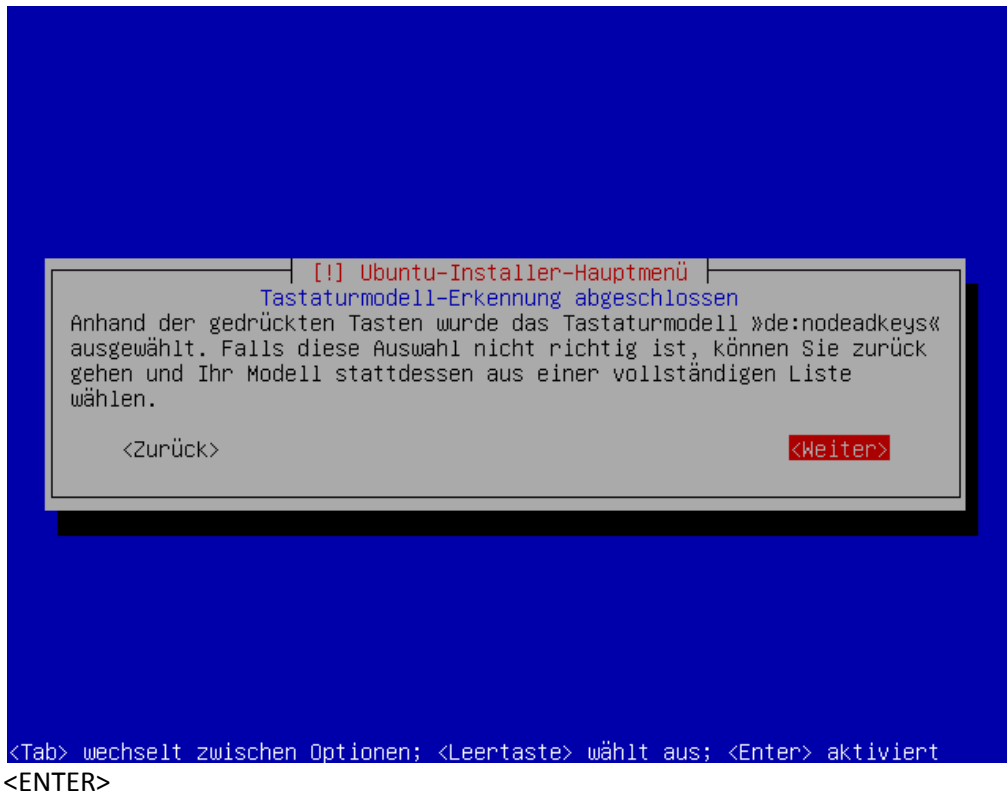 [!] Ubuntu-Installer-Hauptmenü
Tastaturmodell-Erkennung abgeschlossen
Anhand der gedrückten Tasten wurde das Tastaturmodell »de:nodeadkeys«
ausgewählt. Falls diese Auswahl nicht richtig ist, können Sie zurück
gehen und Ihr Modell stattdessen aus einer vollständigen Liste
wählen.
<Zurück> <Weiter>
<Tab> wechselt zwischen Optionen; <Leertaste> wählt aus; <Enter> aktiviert
<ENTER>